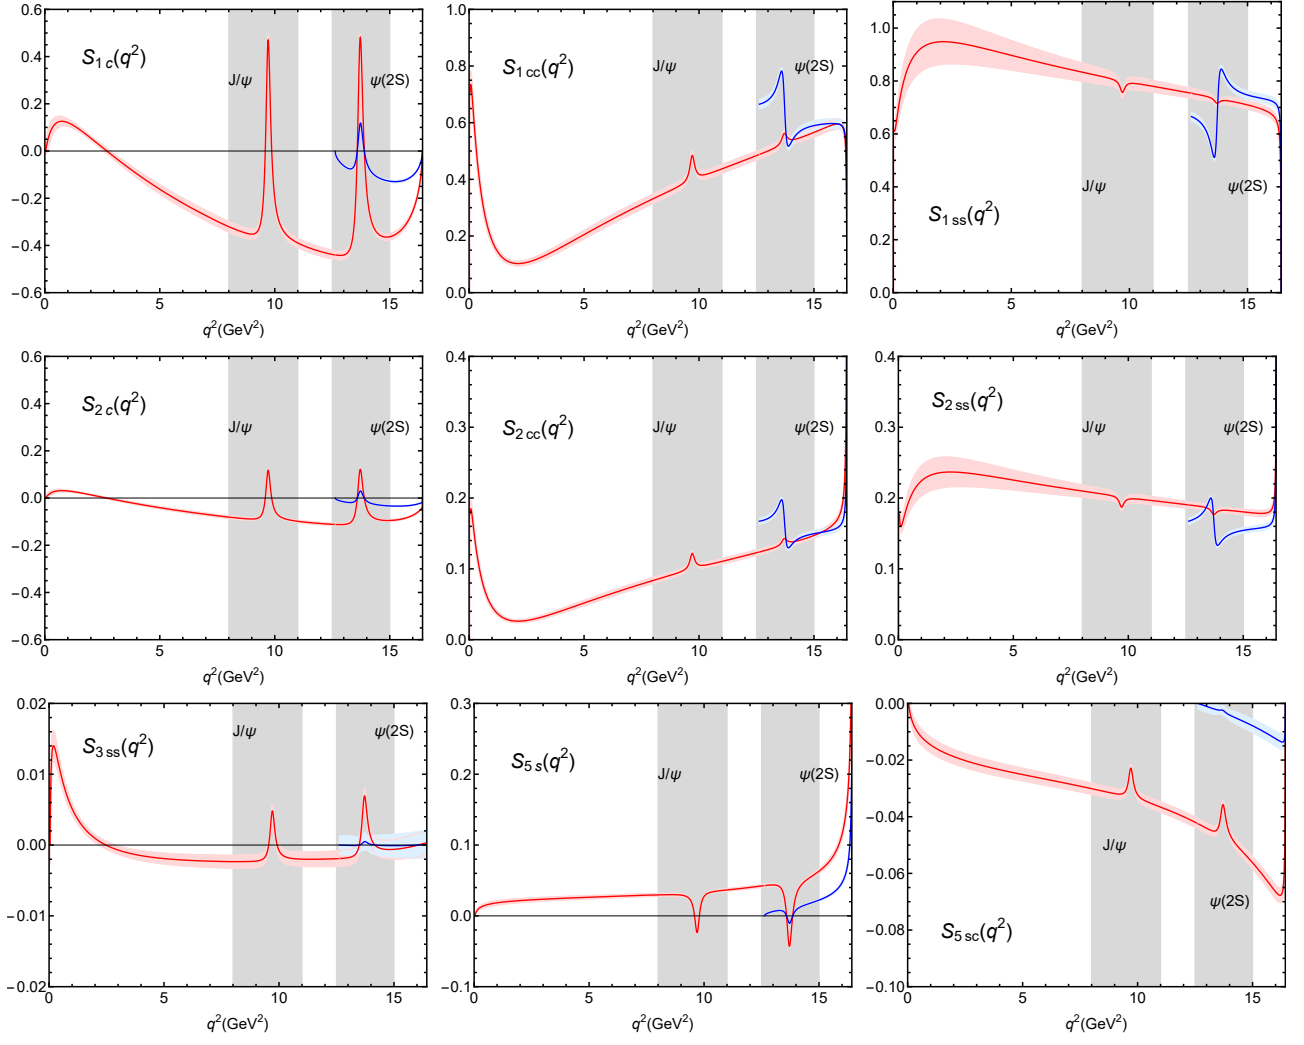 0.6
0.4
0.2
0.0
−0.2
−0.4
−0.6
S1c(q²)
J/ψ
ψ(2S)
0
5
10
15
q²(GeV²)
1.0
0.8
0.6
0.4
0.2
0.0
S1cc(q²)
J/ψ
ψ(2S)
0
5
10
15
q²(GeV²)
1.0
0.8
0.6
0.4
0.2
0.0
S1ss(q²)
J/ψ
ψ(2S)
0
5
10
15
q²(GeV²)
0.6
0.4
0.2
0.0
−0.2
−0.4
−0.6
S2c(q²)
J/ψ
ψ(2S)
0
5
10
15
q²(GeV²)
0.4
0.3
0.2
0.1
0.0
S2cc(q²)
J/ψ
ψ(2S)
0
5
10
15
q²(GeV²)
0.4
0.3
0.2
0.1
0.0
S2ss(q²)
J/ψ
ψ(2S)
0
5
10
15
q²(GeV²)
0.02
0.01
0.00
−0.01
−0.02
S3ss(q²)
J/ψ
ψ(2S)
0
5
10
15
q²(GeV²)
0.3
0.2
0.1
0.0
−0.1
S5s(q²)
J/ψ
ψ(2S)
0
5
10
15
q²(GeV²)
0.00
−0.02
−0.04
−0.06
−0.08
−0.10
J/ψ
ψ(2S)
S5sc(q²)
0
5
10
15
q²(GeV²)